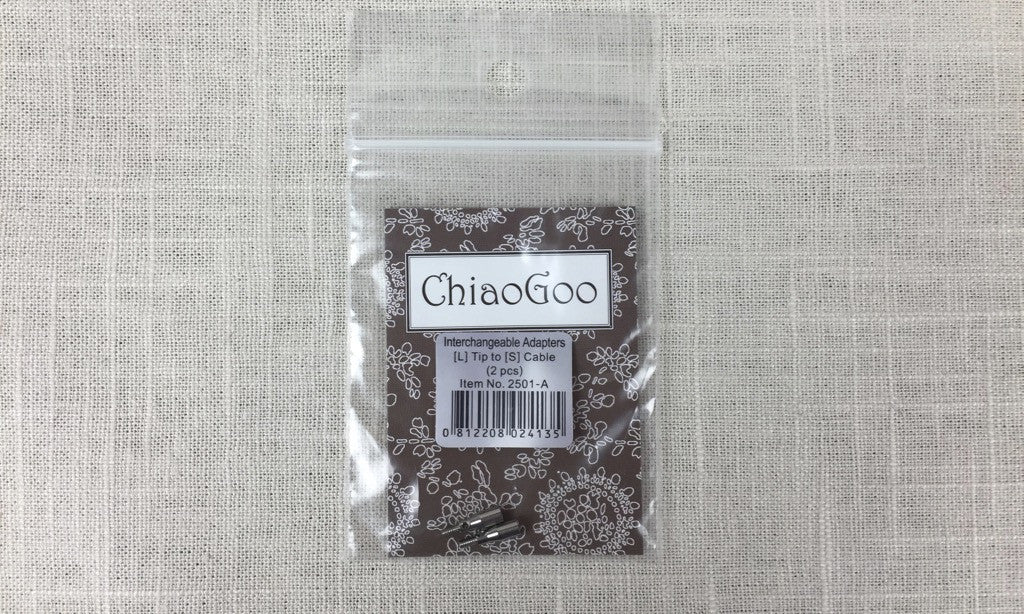 ChiaoGoo
Interchangeable Adapters
[L] Tip to [S] Cable
(2 pcs)
Item No. 2501-A
0 812208 024135